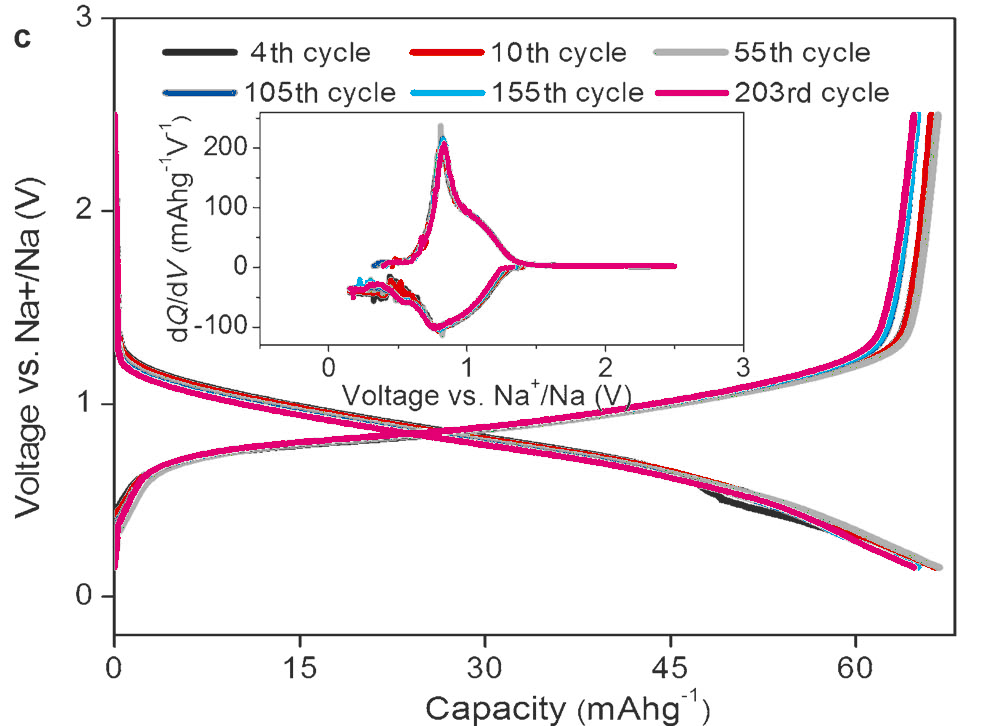 c
3
2
1
0
Voltage vs. Na+/Na (V)
4th cycle 10th cycle 55th cycle
105th cycle 155th cycle 203rd cycle
200
100
0
-100
dQ/dV (mAhg⁻¹V⁻¹)
0 1 2 3
Voltage vs. Na⁺/Na (V)
0 15 30 45 60
Capacity (mAhg⁻¹)